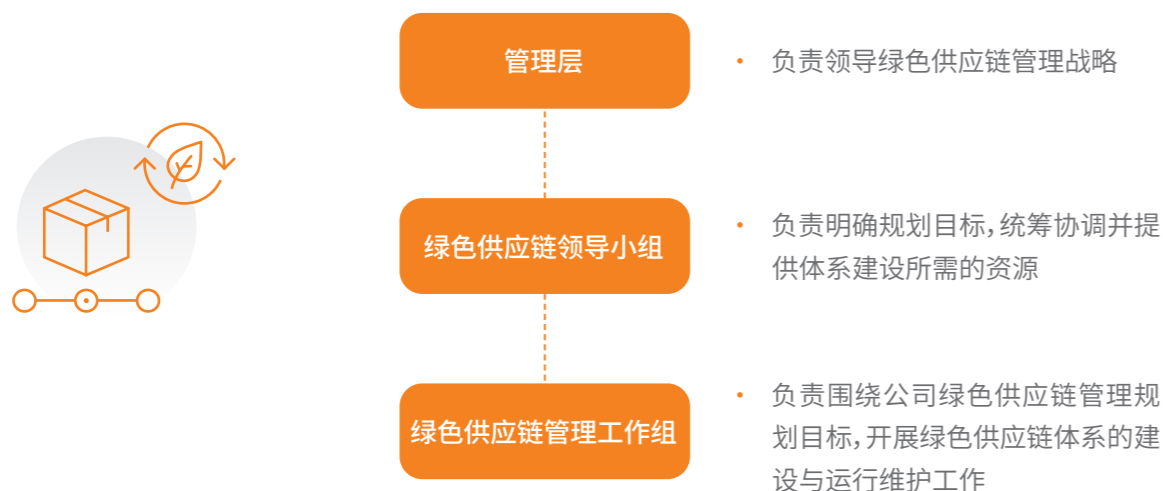 管理层
• 负责领导绿色供应链管理战略
绿色供应链领导小组
• 负责明确规划目标，统筹协调并提
供体系建设所需的资源
绿色供应链管理工作组
• 负责围绕公司绿色供应链管理规
划目标，开展绿色供应链体系的建
设与运行维护工作